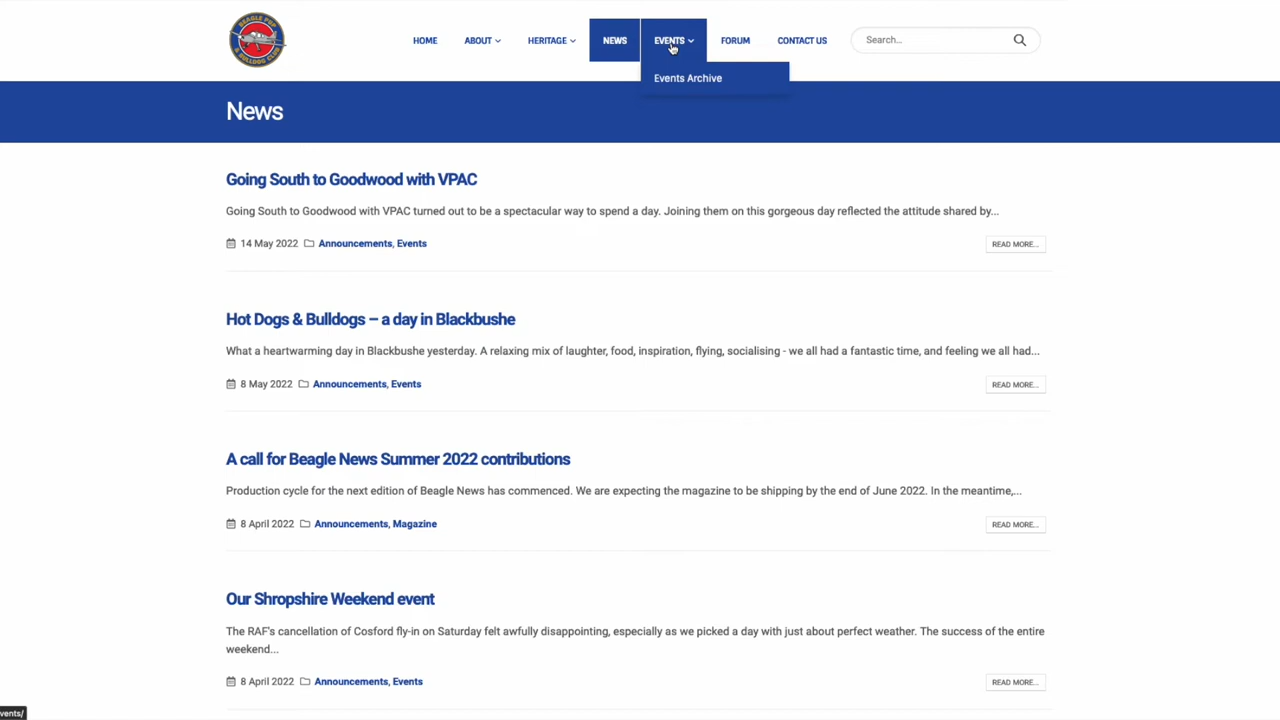 BEAGLE PUP
& BULLDOG CLUB
HOME
ABOUT
HERITAGE
NEWS
EVENTS
FORUM
CONTACT US
Search...
Events Archive
News
Going South to Goodwood with VPAC
Going South to Goodwood with VPAC turned out to be a spectacular way to spend a day. Joining them on this gorgeous day reflected the attitude shared by...
14 May 2022 Announcements, Events
READ MORE...
Hot Dogs & Bulldogs – a day in Blackbushe
What a heartwarming day in Blackbushe yesterday. A relaxing mix of laughter, food, inspiration, flying, socialising - we all had a fantastic time, and feeling we all had...
8 May 2022 Announcements, Events
READ MORE...
A call for Beagle News Summer 2022 contributions
Production cycle for the next edition of Beagle News has commenced. We are expecting the magazine to be shipping by the end of June 2022. In the meantime,...
8 April 2022 Announcements, Magazine
READ MORE...
Our Shropshire Weekend event
The RAF's cancellation of Cosford fly-in on Saturday felt awfully disappointing, especially as we picked a day with just about perfect weather. The success of the entire
weekend...
8 April 2022 Announcements, Events
READ MORE...
vents/